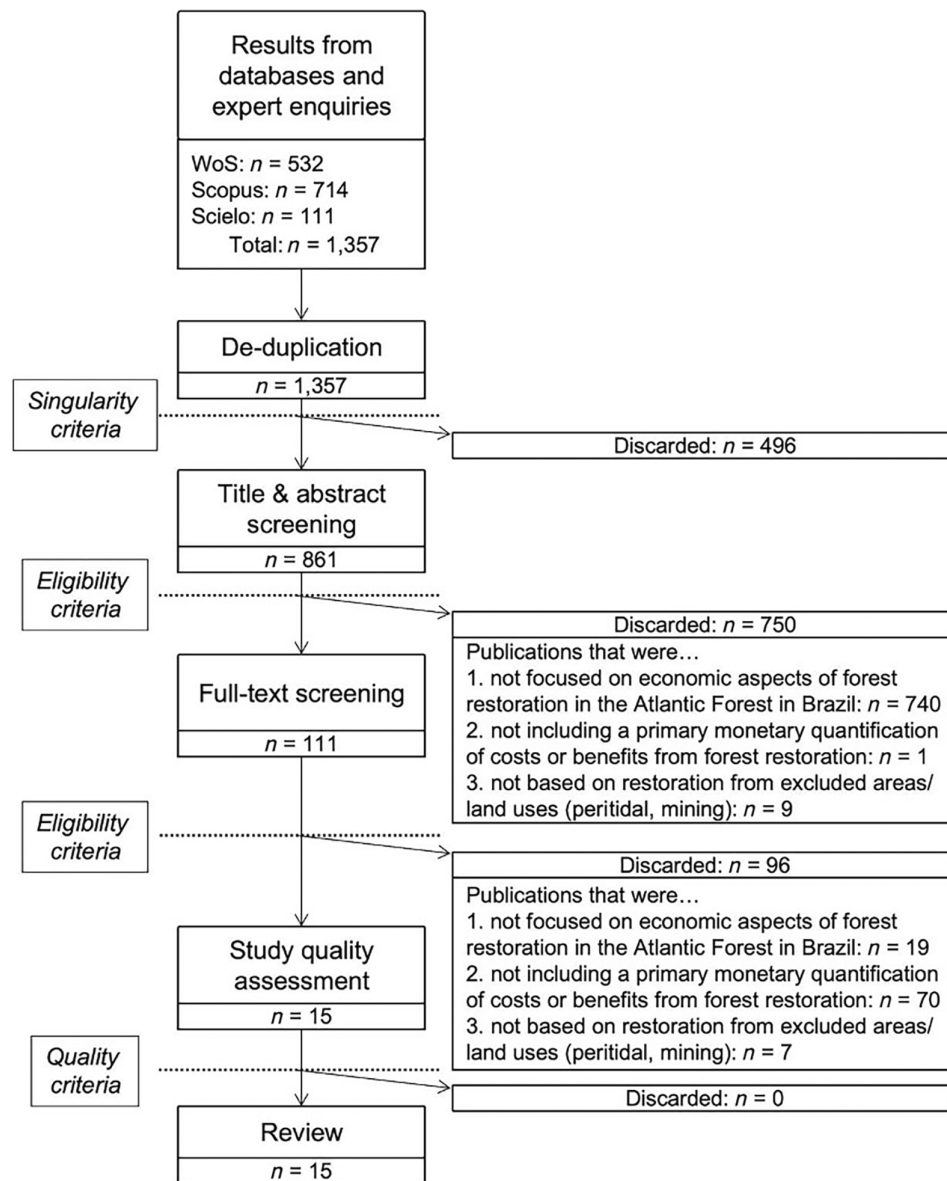 Results from
databases and
expert enquiries
WoS: n = 532
Scopus: n = 714
Scielo: n = 111
Total: n = 1,357
De-duplication
n = 1,357
Singularity
criteria
Discarded: n = 496
Title & abstract
screening
n = 861
Eligibility
criteria
Discarded: n = 750
Publications that were…
1. not focused on economic aspects of forest
restoration in the Atlantic Forest in Brazil: n = 740
2. not including a primary monetary quantification
of costs or benefits from forest restoration: n = 1
3. not based on restoration from excluded areas/
land uses (peritidal, mining): n = 9
Full-text screening
n = 111
Eligibility
criteria
Discarded: n = 96
Publications that were…
1. not focused on economic aspects of forest
restoration in the Atlantic Forest in Brazil: n = 19
2. not including a primary monetary quantification
of costs or benefits from forest restoration: n = 70
3. not based on restoration from excluded areas/
land uses (peritidal, mining): n = 7
Study quality
assessment
n = 15
Quality
criteria
Discarded: n = 0
Review
n = 15